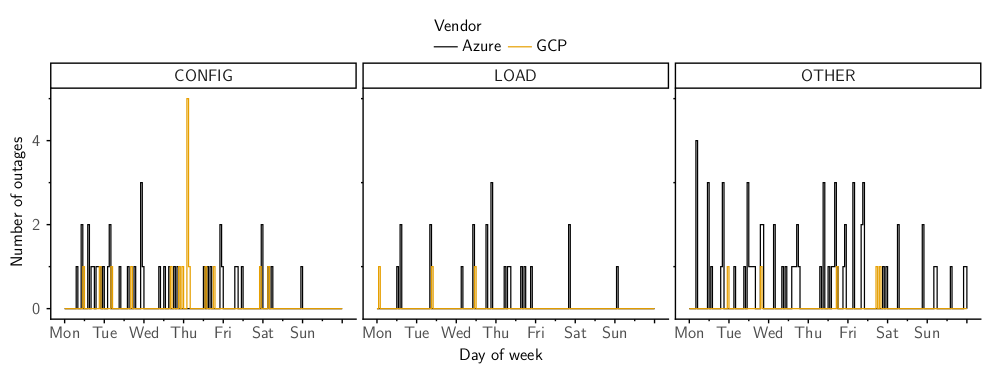 Vendor
Azure GCP
CONFIG LOAD OTHER
Number of outages
4
2
0
Mon Tue Wed Thu Fri Sat Sun Mon Tue Wed Thu Fri Sat Sun Mon Tue Wed Thu Fri Sat Sun
Day of week